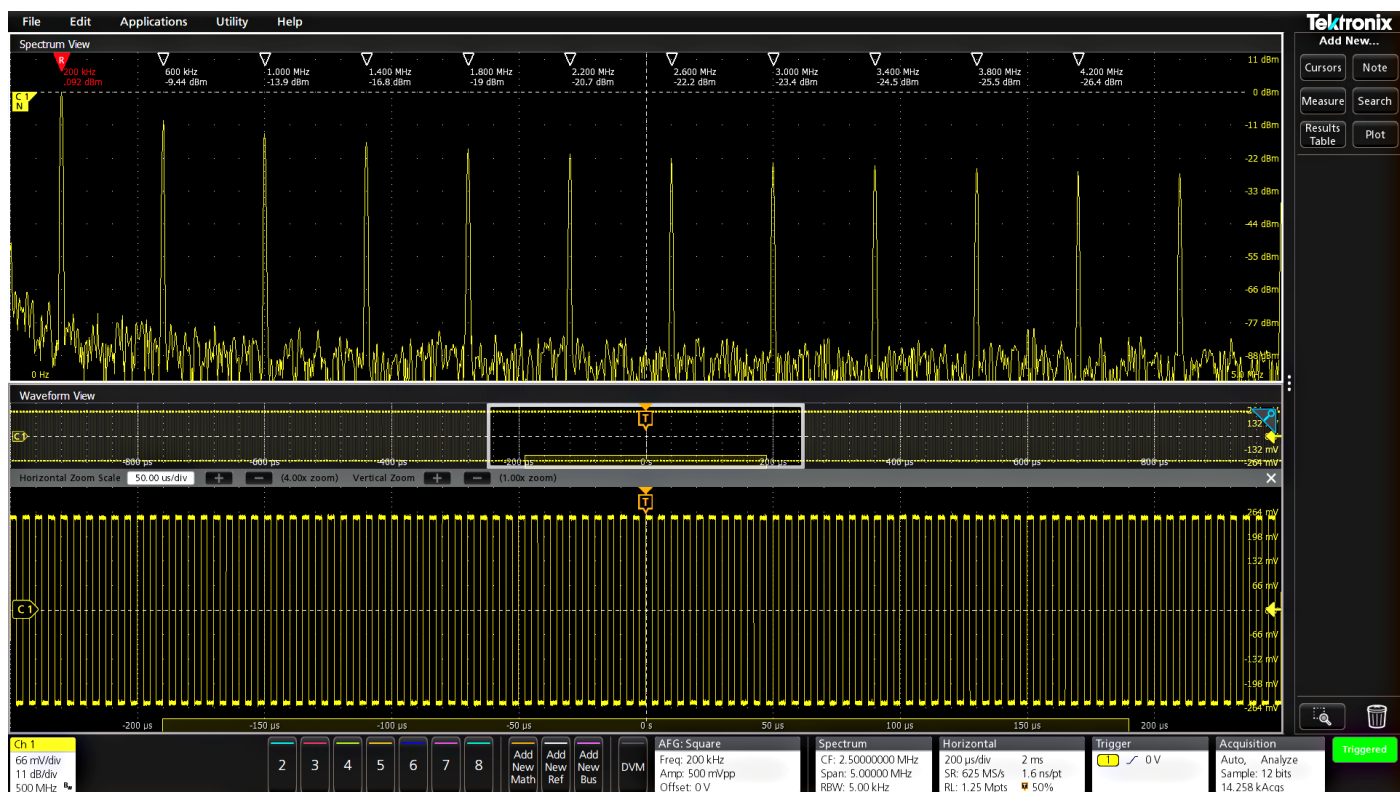 File Edit Applications Utility Help
Tektronix
Add New...
Cursors Note
Measure Search
Results Table Plot
Spectrum View
R
200 kHz 600 kHz 1.000 MHz 1.400 MHz 1.800 MHz 2.200 MHz 2.600 MHz 3.000 MHz 3.400 MHz 3.800 MHz 4.200 MHz
.092 dBm -9.44 dBm -13.9 dBm -16.8 dBm -19 dBm -20.7 dBm -22.2 dBm -23.4 dBm -24.5 dBm -25.5 dBm -26.4 dBm
11 dBm
C 1
N
0 dBm
-11 dBm
-22 dBm
-33 dBm
-44 dBm
-55 dBm
-66 dBm
-77 dBm
-88 dBm
0 Hz 5.0 MHz
Waveform View
T
132
C 1
-132 mV
-800 µs -600 µs -400 µs -200 µs 0 s 200 µs 400 µs 600 µs 800 µs -264 mV
Horizontal Zoom Scale 50.00 us/div + - (4.00x zoom) Vertical Zoom + - (1.00x zoom)
T
264 mV
198 mV
132 mV
66 mV
C 1
-66 mV
-132 mV
-198 mV
-264 mV
-200 µs -150 µs -100 µs -50 µs 0 s 50 µs 100 µs 150 µs 200 µs
Ch 1
66 mV/div
11 dB/div
500 MHz
2 3 4 5 6 7 8
Add New Math
Add New Ref
Add New Bus
DVM
AFG: Square
Freq: 200 kHz
Amp: 500 mVpp
Offset: 0 V
Spectrum
CF: 2.50000000 MHz
Span: 5.00000 MHz
RBW: 5.00 kHz
Horizontal
200 µs/div 2 ms
SR: 625 MS/s 1.6 ns/pt
RL: 1.25 Mpts 50%
Trigger
1 0 V
Acquisition
Auto, Analyze
Sample: 12 bits
14.258 kAcqs
Triggered